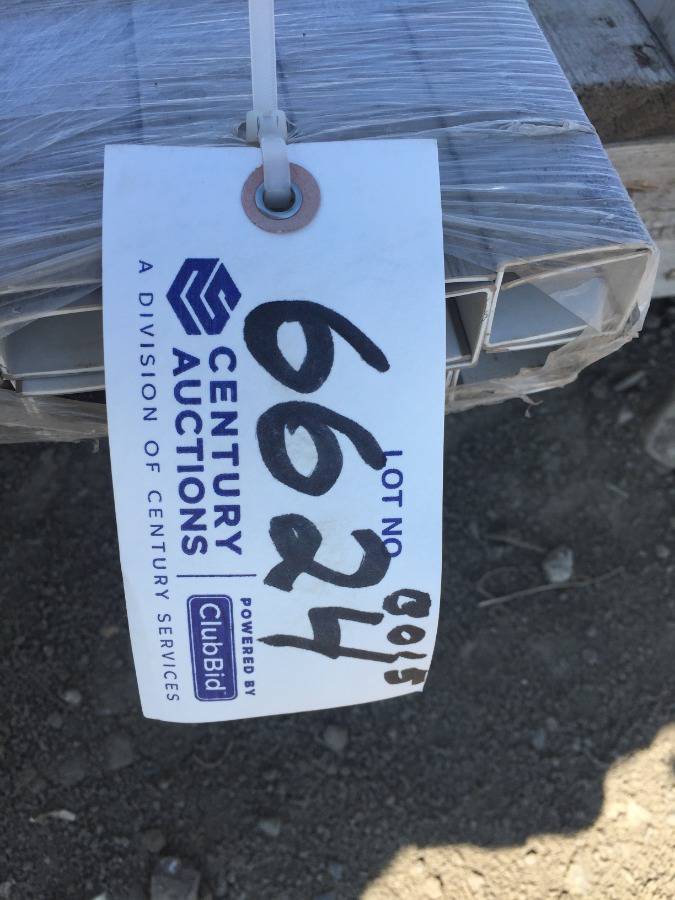 LOT NO
0015
6624
CENTURY
AUCTIONS
A DIVISION OF CENTURY SERVICES
POWERED BY
ClubBid